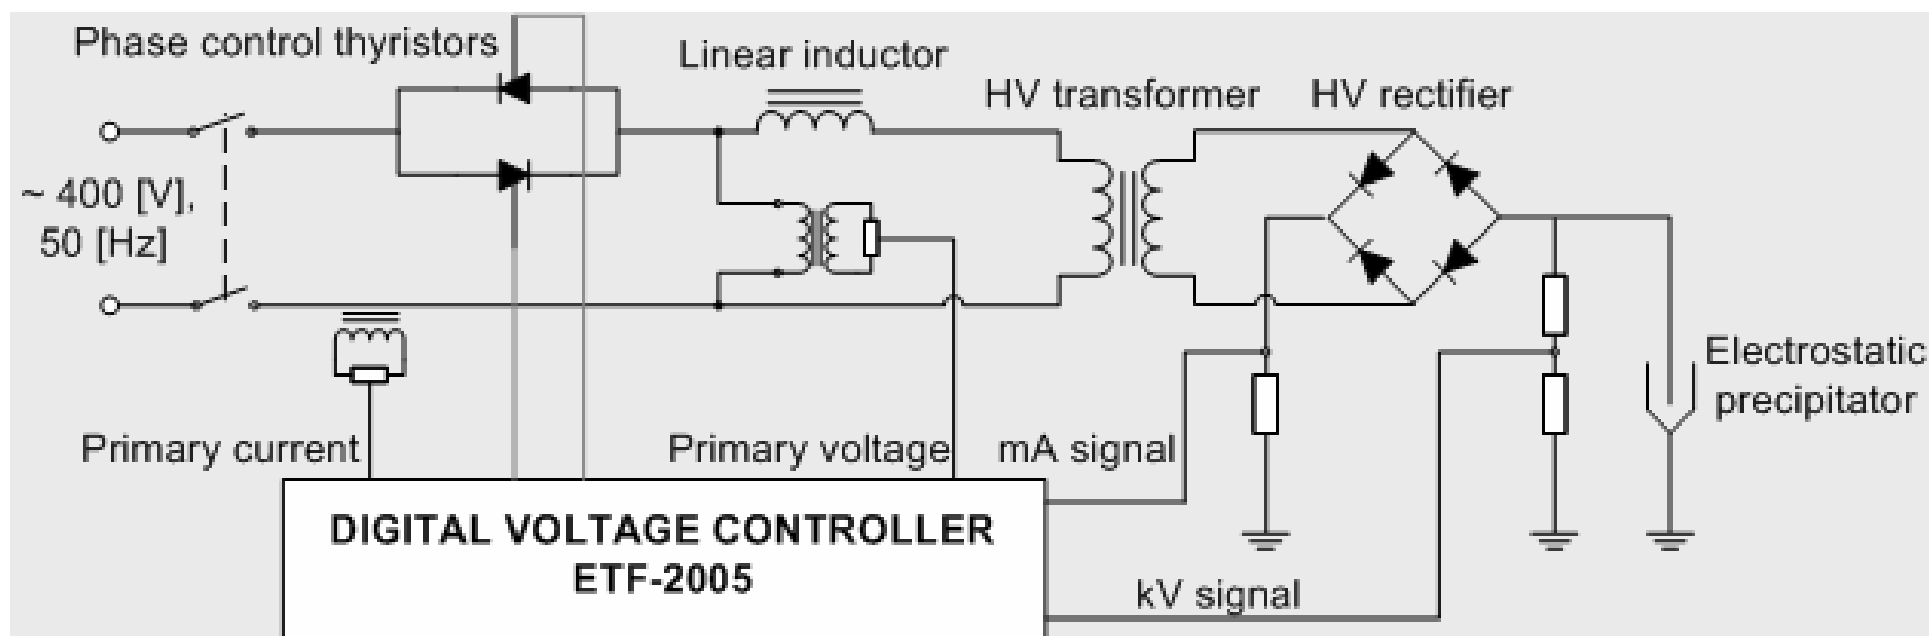 Phase control thyristors
Linear inductor
HV transformer
HV rectifier
~ 400 [V],
50 [Hz]
Electrostatic
precipitator
Primary current
Primary voltage
mA signal
DIGITAL VOLTAGE CONTROLLER
ETF-2005
kV signal